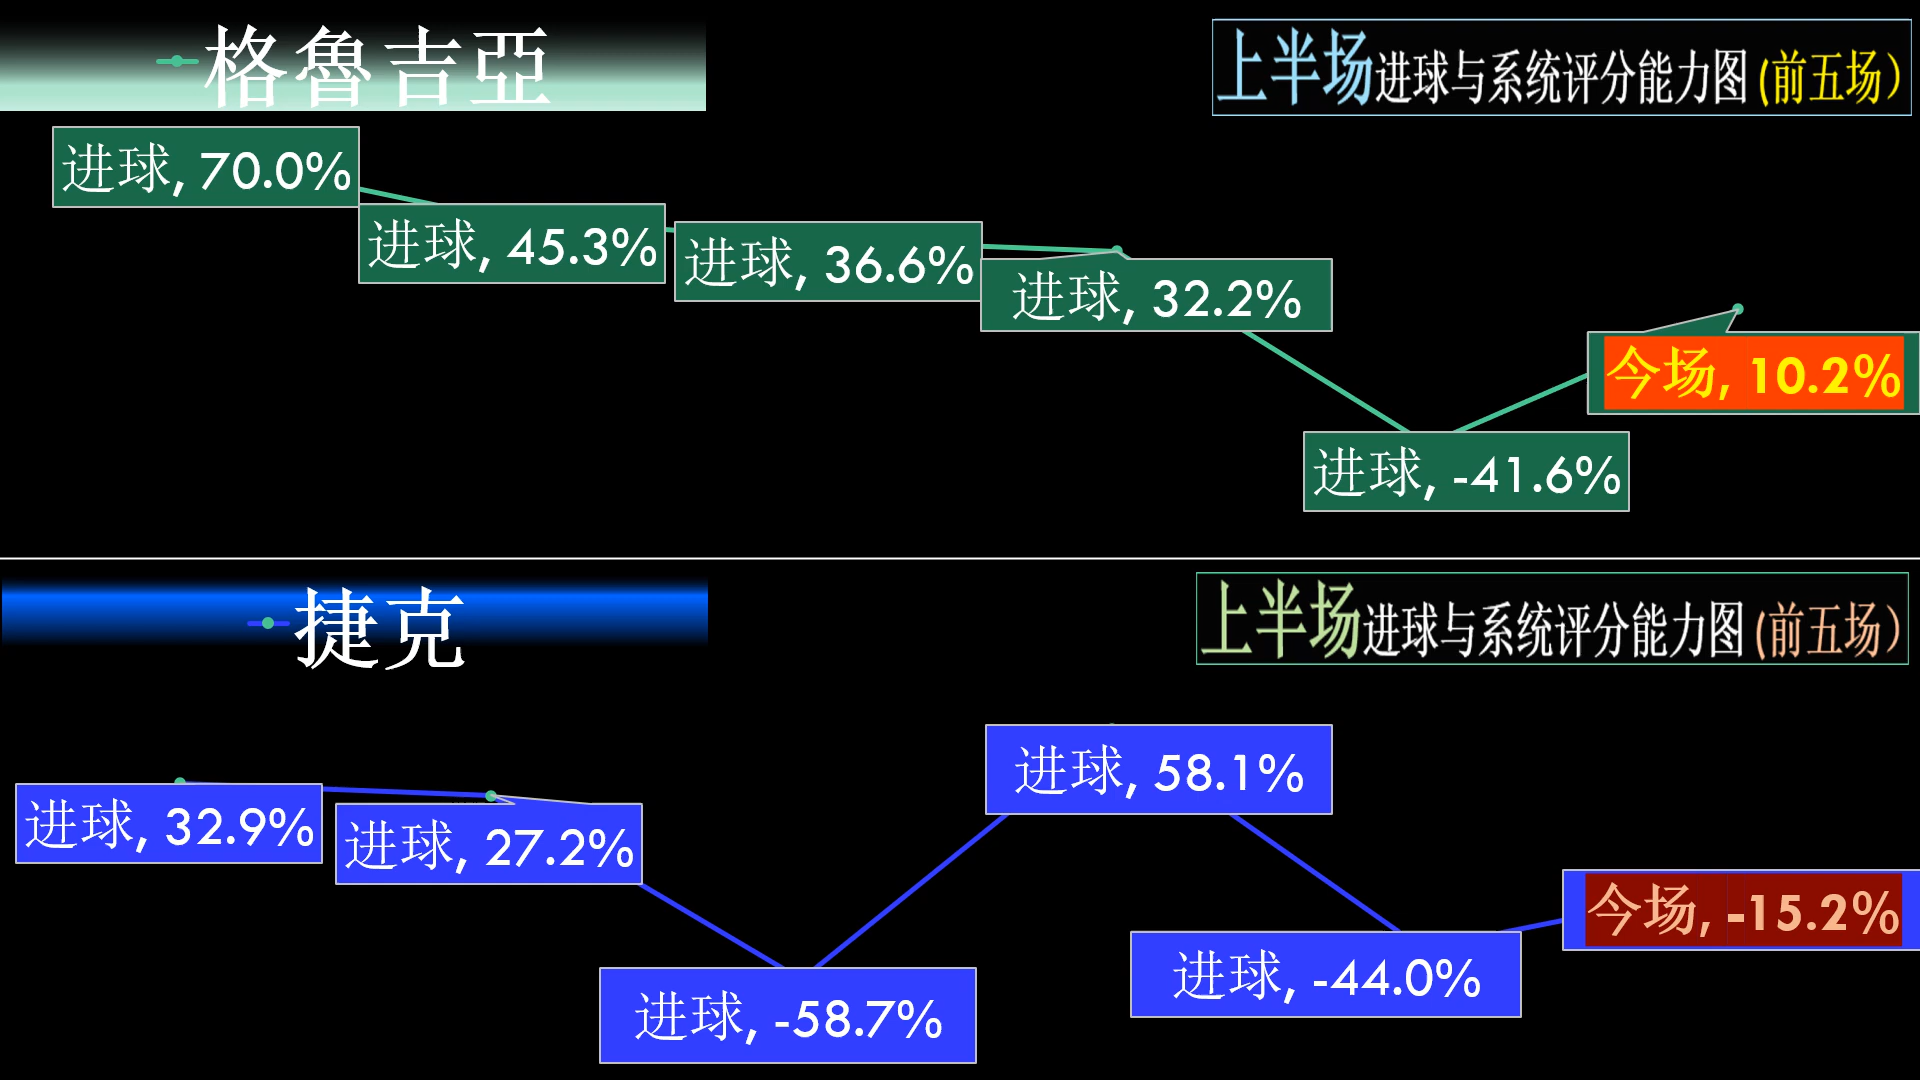 格魯吉亞
上半场进球与系统评分能力图 (前五场)
进球, 70.0%
进球, 45.3%
进球, 36.6%
进球, 32.2%
进球, -41.6%
今场, 10.2%
捷克
上半场进球与系统评分能力图 (前五场)
进球, 32.9%
进球, 27.2%
进球, -58.7%
进球, 58.1%
进球, -44.0%
今场, -15.2%